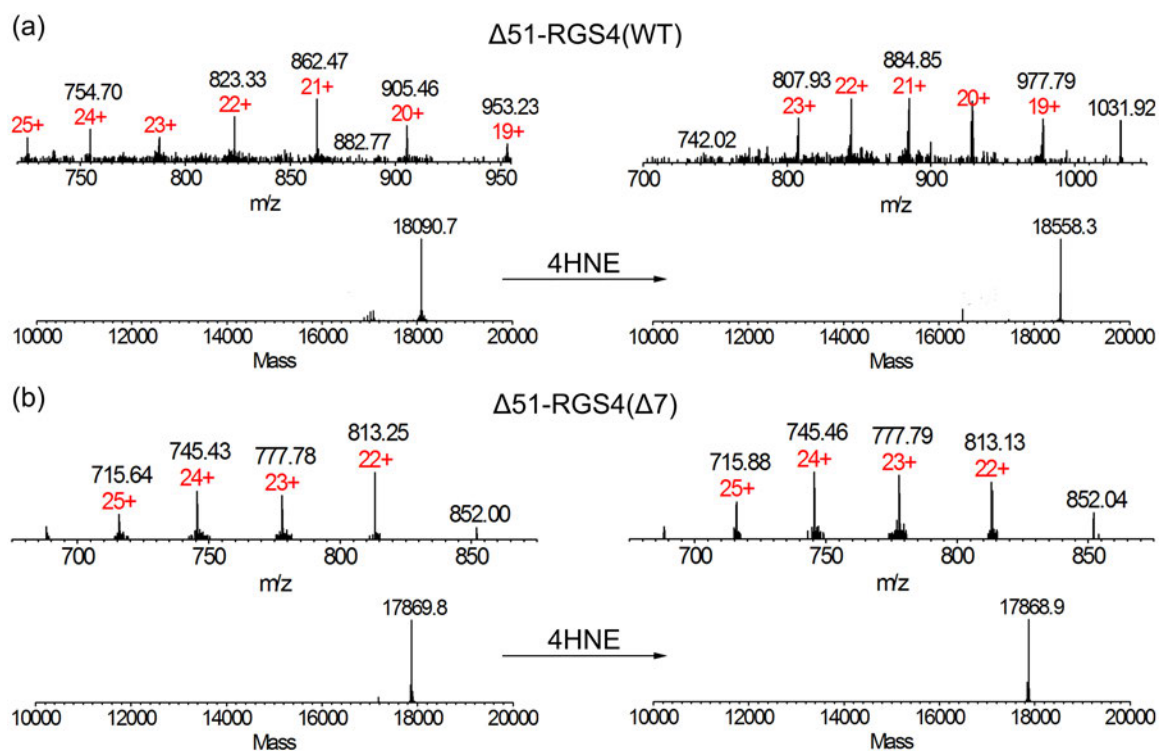 (a)
Δ51-RGS4(WT)
25+ 754.70 24+ 23+ 823.33 22+ 862.47 21+ 882.77 905.46 20+ 953.23 19+
750 800 850 900 950
m/z
742.02 807.93 23+ 22+ 884.85 21+ 20+ 977.79 19+ 1031.92
700 800 900 1000
m/z
18090.7
10000 12000 14000 16000 18000 20000
Mass
4HNE
18558.3
10000 12000 14000 16000 18000 20000
Mass
(b)
Δ51-RGS4(Δ7)
715.64 25+ 745.43 24+ 777.78 23+ 813.25 22+ 852.00
700 750 800 850
m/z
715.88 25+ 745.46 24+ 777.79 23+ 813.13 22+ 852.04
700 750 800 850
m/z
17869.8
10000 12000 14000 16000 18000 20000
Mass
4HNE
17868.9
10000 12000 14000 16000 18000 20000
Mass